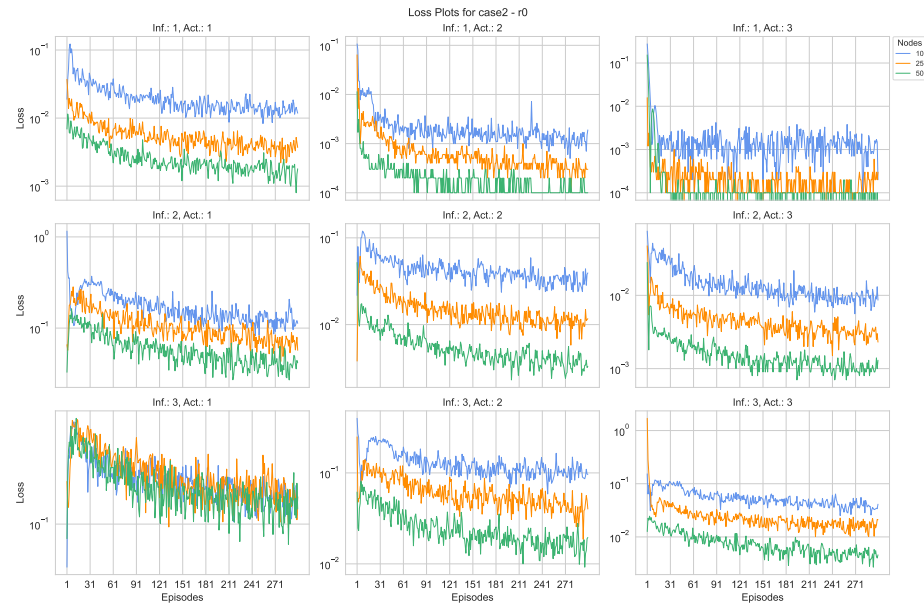 Loss Plots for case2 - r0
Inf.: 1, Act.: 1
Inf.: 1, Act.: 2
Inf.: 1, Act.: 3
Nodes
10
25
50
Loss
10⁻¹
10⁻²
10⁻³
10⁻¹
10⁻²
10⁻³
10⁻⁴
10⁻¹
10⁻²
10⁻³
10⁻⁴
Inf.: 2, Act.: 1
Inf.: 2, Act.: 2
Inf.: 2, Act.: 3
Loss
10⁰
10⁻¹
10⁻¹
10⁻²
10⁻²
10⁻³
Inf.: 3, Act.: 1
Inf.: 3, Act.: 2
Inf.: 3, Act.: 3
Loss
10⁻¹
10⁻¹
10⁻²
10⁰
10⁻¹
10⁻²
1 31 61 91 121 151 181 211 241 271
1 31 61 91 121 151 181 211 241 271
1 31 61 91 121 151 181 211 241 271
Episodes
Episodes
Episodes